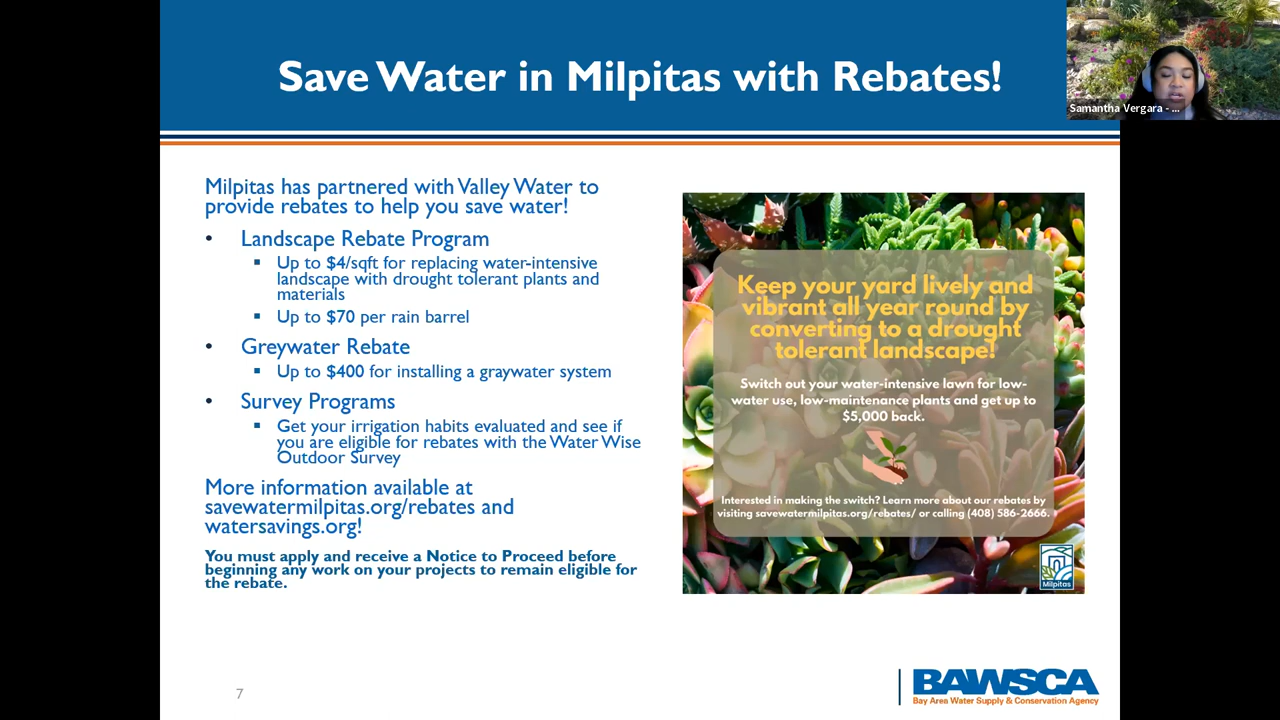 Save Water in Milpitas with Rebates!
Samantha Vergara - ...
Milpitas has partnered with Valley Water to
provide rebates to help you save water!
• Landscape Rebate Program
▪ Up to $4/sqft for replacing water-intensive
landscape with drought tolerant plants and
materials
▪ Up to $70 per rain barrel
• Greywater Rebate
▪ Up to $400 for installing a graywater system
• Survey Programs
▪ Get your irrigation habits evaluated and see if
you are eligible for rebates with the Water Wise
Outdoor Survey
More information available at
savewatermilpitas.org/rebates and
watersavings.org!
You must apply and receive a Notice to Proceed before
beginning any work on your projects to remain eligible for
the rebate.
Keep your yard lively and
vibrant all year round by
converting to a drought
tolerant landscape!
Switch out your water-intensive lawn for low-
water use, low-maintenance plants and get up to
$5,000 back.
Interested in making the switch? Learn more about our rebates by
visiting savewatermilpitas.org/rebates/ or calling (408) 586-2666.
Milpitas
7
BAWSCA
Bay Area Water Supply & Conservation Agency